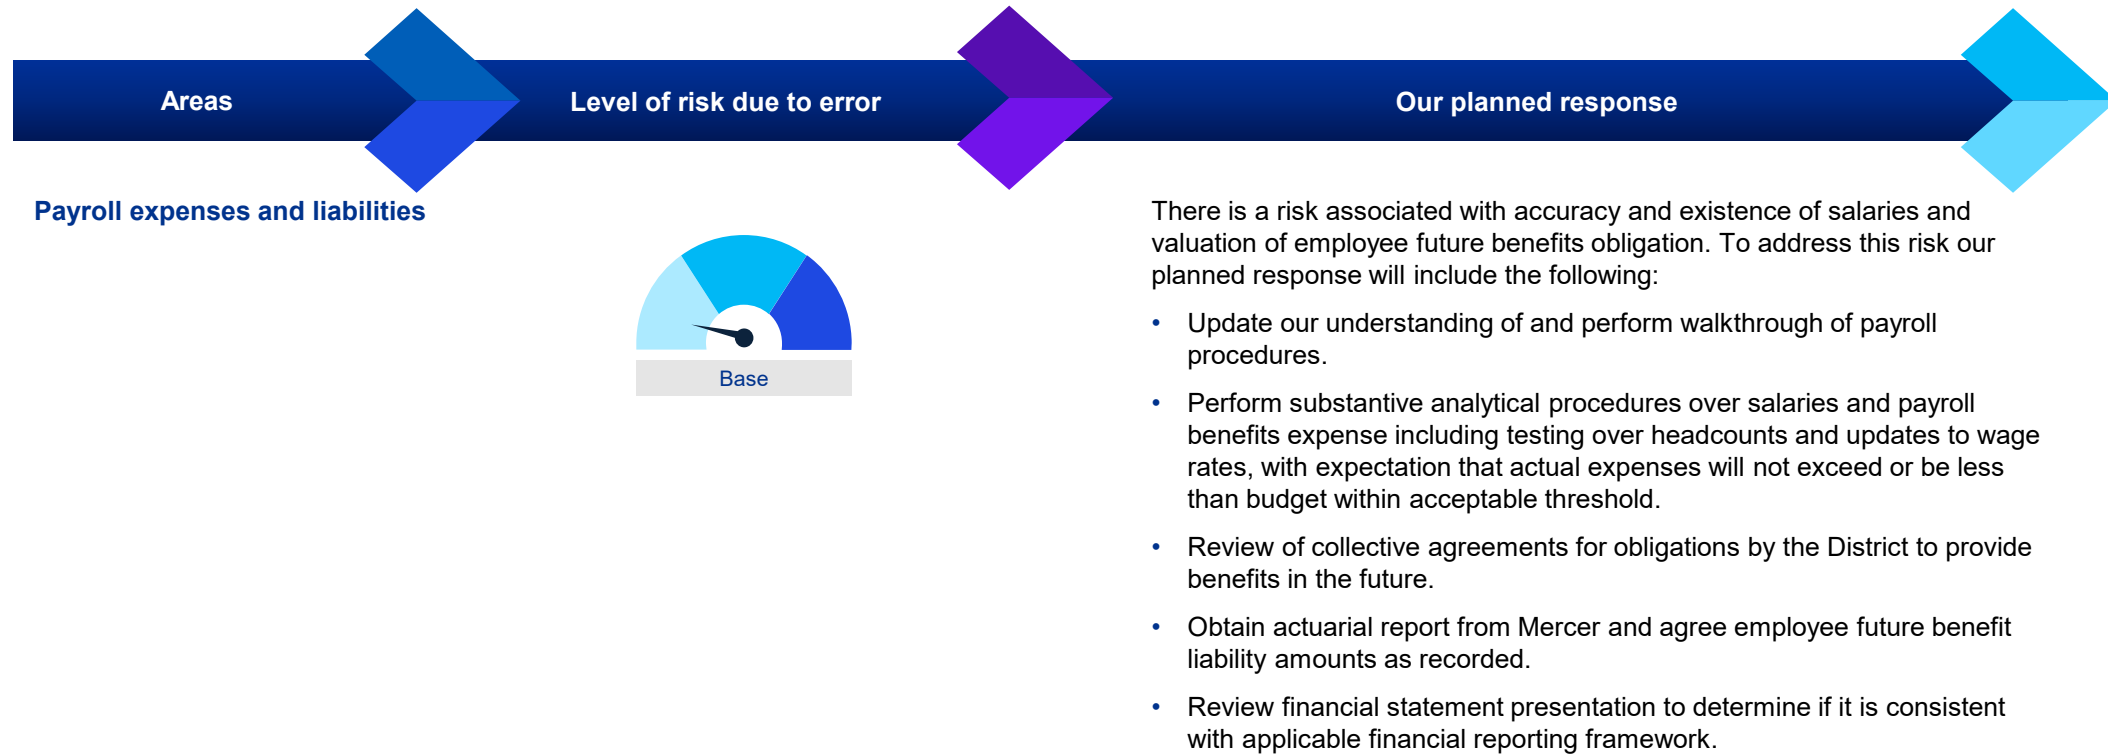 Areas
Level of risk due to error
Our planned response
Payroll expenses and liabilities
Base
There is a risk associated with accuracy and existence of salaries and
valuation of employee future benefits obligation. To address this risk our
planned response will include the following:
• Update our understanding of and perform walkthrough of payroll
procedures.
• Perform substantive analytical procedures over salaries and payroll
benefits expense including testing over headcounts and updates to wage
rates, with expectation that actual expenses will not exceed or be less
than budget within acceptable threshold.
• Review of collective agreements for obligations by the District to provide
benefits in the future.
• Obtain actuarial report from Mercer and agree employee future benefit
liability amounts as recorded.
• Review financial statement presentation to determine if it is consistent
with applicable financial reporting framework.